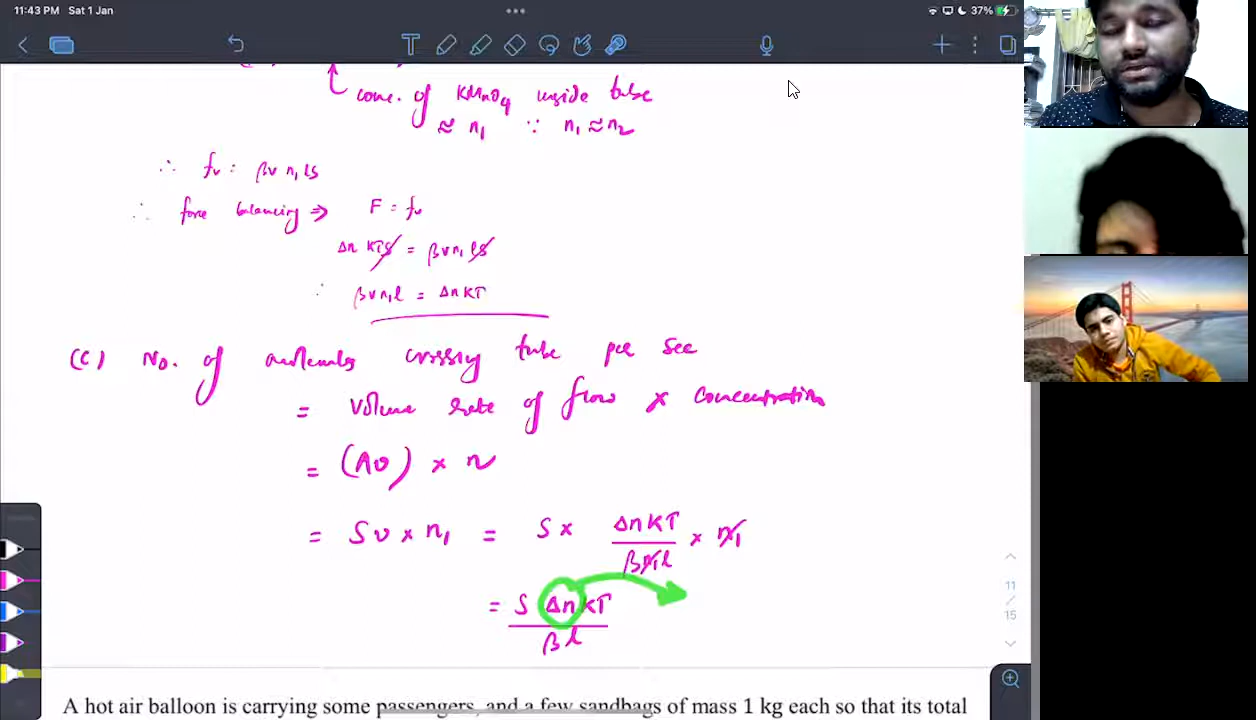 11:43 PM Sat 1 Jan
37%
conc. of KMnO4 inside tube
≈ n1 ∵ n1 ≈ n2
∴ fv = βv n1 lS
∴ force balancing ⇒ F = fv
Δn KTS = βv n1 lS
∴ βv n1 l = Δn KT
(c) No. of molecules crossing tube per sec
= Volume rate of flow × concentration
= (Av) × n
= Sv × n1 = S × Δn KT / β n1 l × n1
= S Δn KT / β l
11
/
15
A hot air balloon is carrying some passengers, and a few sandbags of mass 1 kg each so that its total